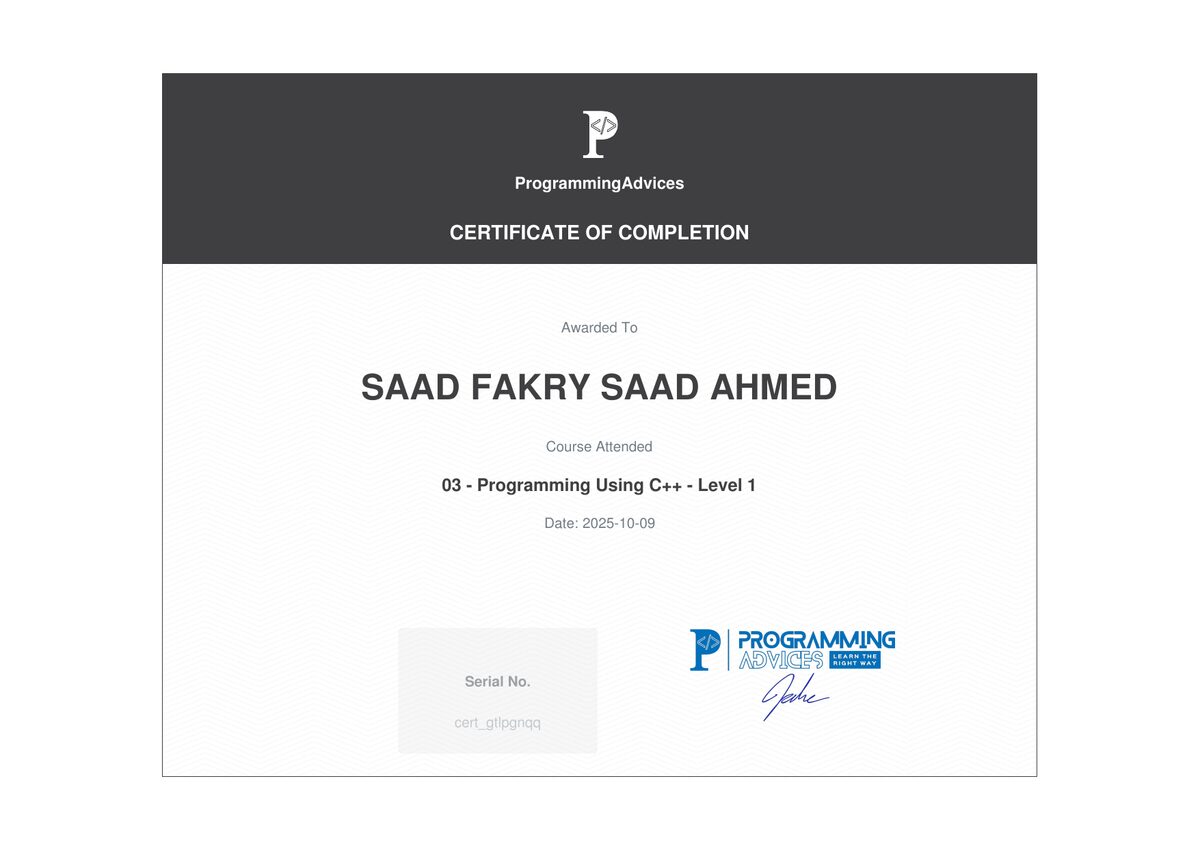 P
</>
ProgrammingAdvices
CERTIFICATE OF COMPLETION
Awarded To
SAAD FAKRY SAAD AHMED
Course Attended
03 - Programming Using C++ - Level 1
Date: 2025-10-09
Serial No.
cert_gtlpgnqq
P
</>
PROGRAMMING
ADVICES
LEARN THE
RIGHT WAY